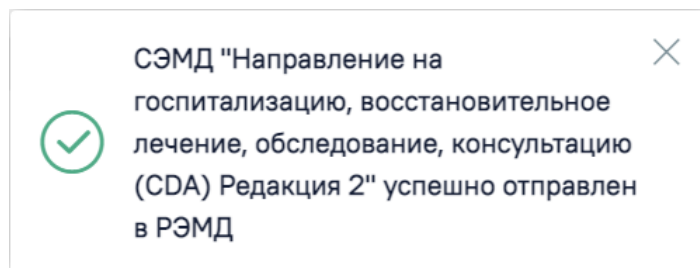 СЭМД "Направление на
госпитализацию, восстановительное
лечение, обследование, консультацию
(CDA) Редакция 2" успешно отправлен
в РЭМД